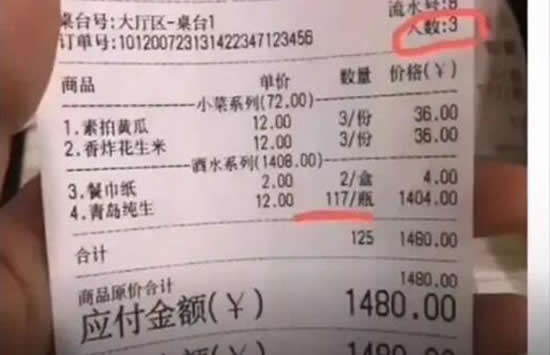 桌台号:大厅区-桌台1 流水号:8
订单号:101200723131422347123456 人数:3
商品 单价 数量 价格(¥)
小菜系列(72.00)
1.素拍黄瓜 12.00 3/份 36.00
2.香炸花生米 12.00 3/份 36.00
酒水系列(1408.00)
3.餐巾纸 2.00 2/盒 4.00
4.青岛纯生 12.00 117/瓶 1404.00
合计 125 1480.00
商品原价合计 1480.00
应付金额(¥) 1480.00